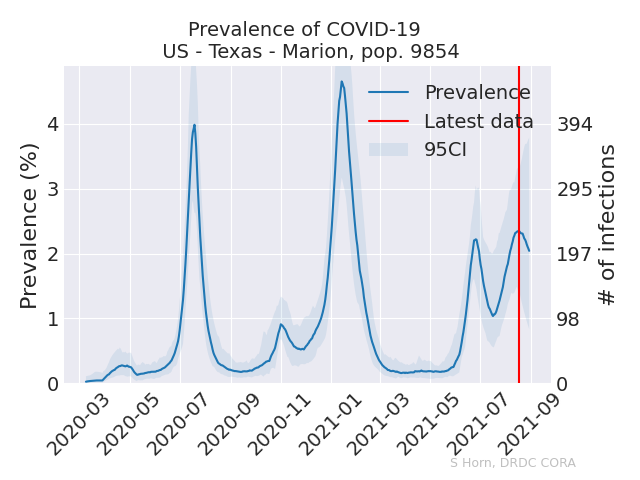 Prevalence of COVID-19
US - Texas - Marion, pop. 9854
Prevalence
Latest data
95CI
Prevalence (%)
4
3
2
1
0
394
295
197
98
0
# of infections
2020-03
2020-05
2020-07
2020-09
2020-11
2021-01
2021-03
2021-05
2021-07
2021-09
S Horn, DRDC CORA